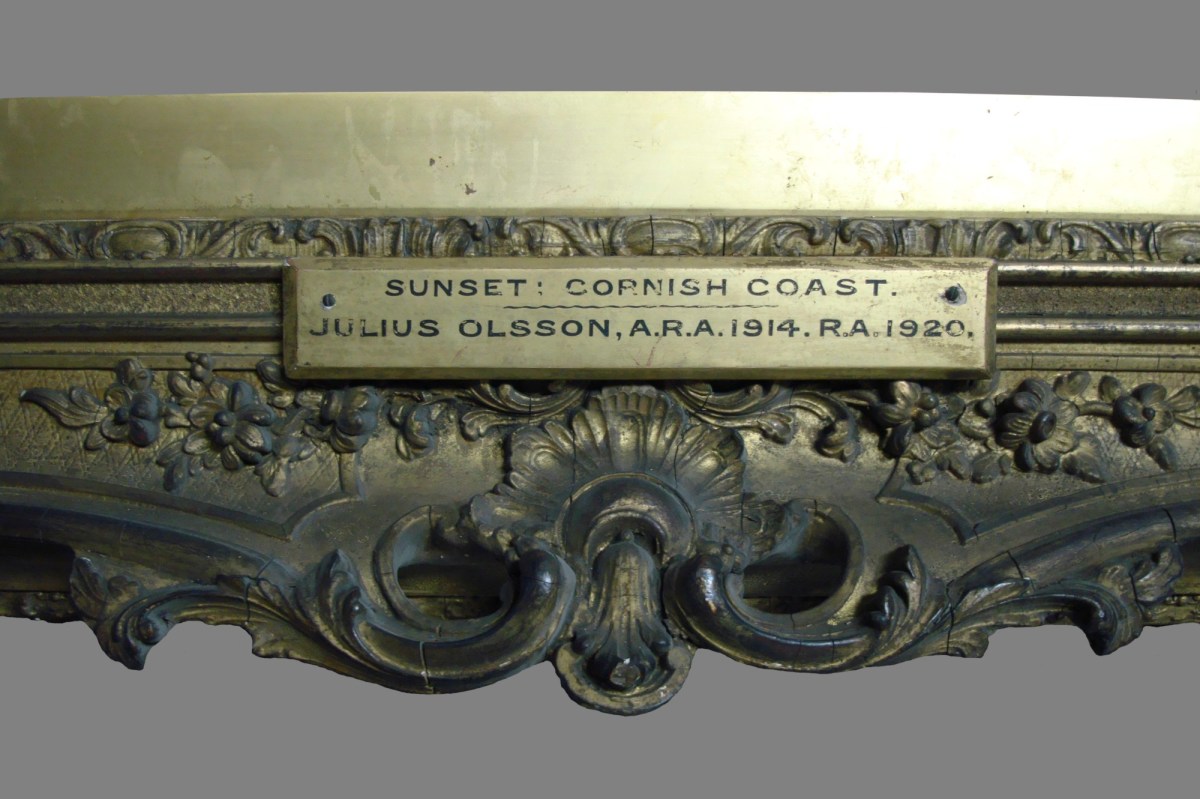 SUNSET: CORNISH COAST.
JULIUS OLSSON, A.R.A. 1914. R.A. 1920.